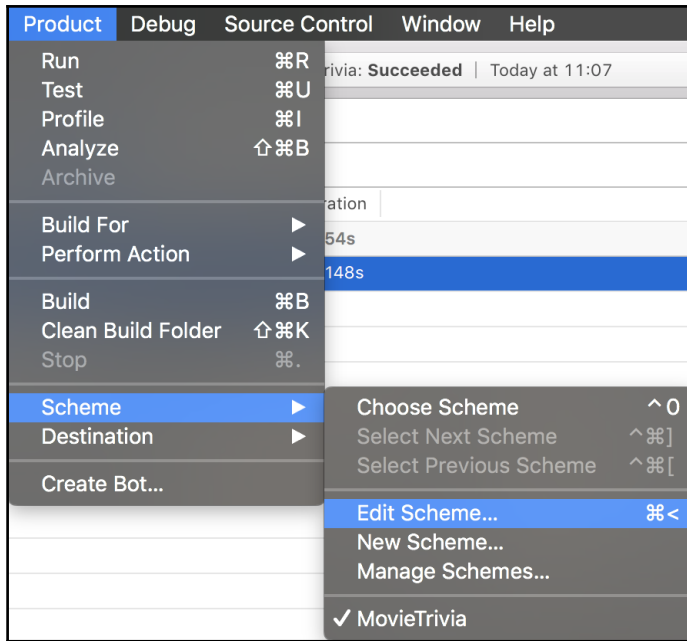 Product Debug Source Control Window Help
Run ⌘R
rivia: Succeeded | Today at 11:07
Test ⌘U
Profile ⌘I
Analyze ⇧⌘B
Archive
ration
Build For ▶
54s
Perform Action ▶
148s
Build ⌘B
Clean Build Folder ⇧⌘K
Stop ⌘.
Scheme ▶
Destination ▶
Create Bot...
Choose Scheme ^0
Select Next Scheme ^⌘]
Select Previous Scheme ^⌘[
Edit Scheme... ⌘<
New Scheme...
Manage Schemes...
✓ MovieTrivia